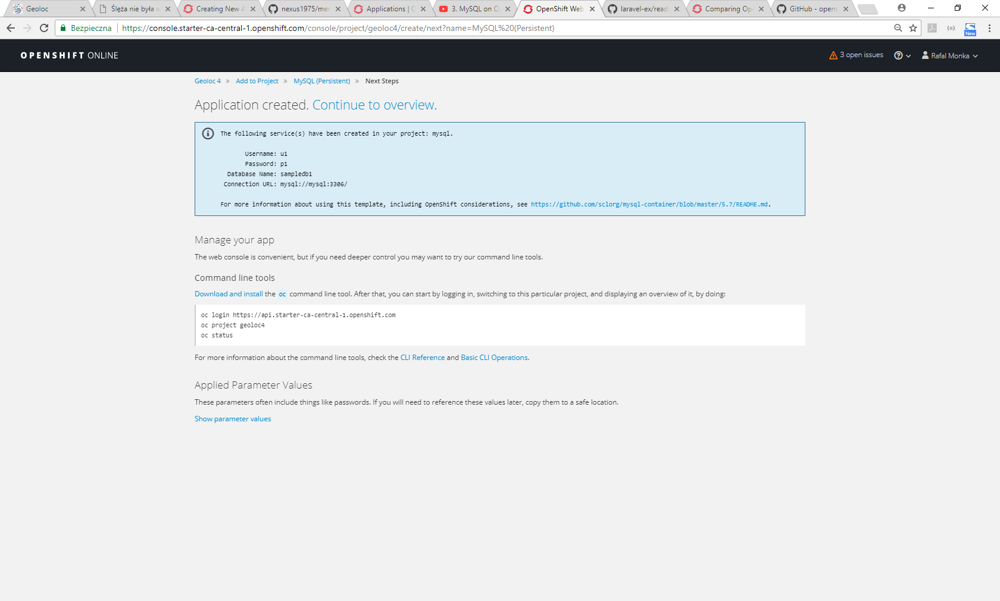 Geoloc
Ślęża nie była w
Creating New A
nexus1975/mer
Applications | O
3. MySQL on O
OpenShift Web
laravel-ex/read
Comparing Ope
GitHub - opens
Bezpieczna
https://console.starter-ca-central-1.openshift.com/console/project/geoloc4/create/next?name=MySQL%20(Persistent)
New
OPENSHIFT ONLINE
3 open issues
Rafal Monka
Geoloc 4 » Add to Project » MySQL (Persistent) » Next Steps
Application created. Continue to overview.
The following service(s) have been created in your project: mysql.
Username: u1
Password: p1
Database Name: sampledb1
Connection URL: mysql://mysql:3306/
For more information about using this template, including OpenShift considerations, see https://github.com/sclorg/mysql-container/blob/master/5.7/README.md.
Manage your app
The web console is convenient, but if you need deeper control you may want to try our command line tools.
Command line tools
Download and install the oc command line tool. After that, you can start by logging in, switching to this particular project, and displaying an overview of it, by doing:
oc login https://api.starter-ca-central-1.openshift.com
oc project geoloc4
oc status
For more information about the command line tools, check the CLI Reference and Basic CLI Operations.
Applied Parameter Values
These parameters often include things like passwords. If you will need to reference these values later, copy them to a safe location.
Show parameter values